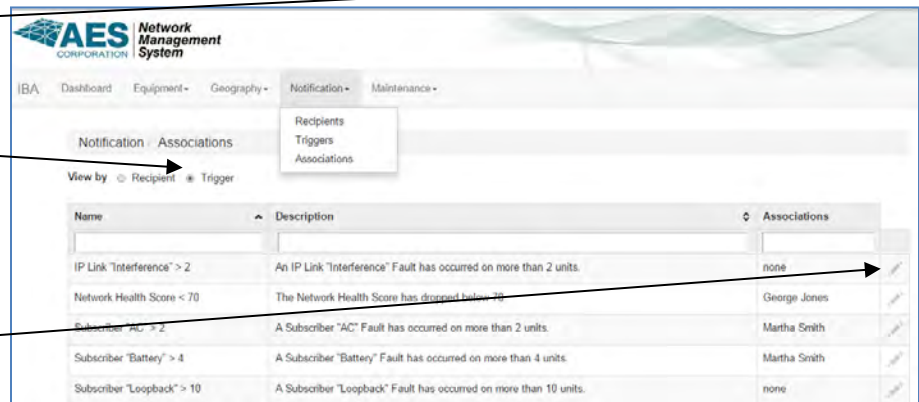 AES
CORPORATION
Network
Management
System
IBA Dashboard Equipment Geography Notification Maintenance
Recipients
Triggers
Associations
Notification Associations
View by Recipient Trigger
Name Description Associations
IP Link "Interference" > 2 An IP Link "Interference" Fault has occurred on more than 2 units. none
Network Health Score < 70 The Network Health Score has dropped below 70 George Jones
Subscriber "AC" > 2 A Subscriber "AC" Fault has occurred on more than 2 units. Martha Smith
Subscriber "Battery" > 4 A Subscriber "Battery" Fault has occurred on more than 4 units. Martha Smith
Subscriber "Loopback" > 10 A Subscriber "Loopback" Fault has occurred on more than 10 units. none